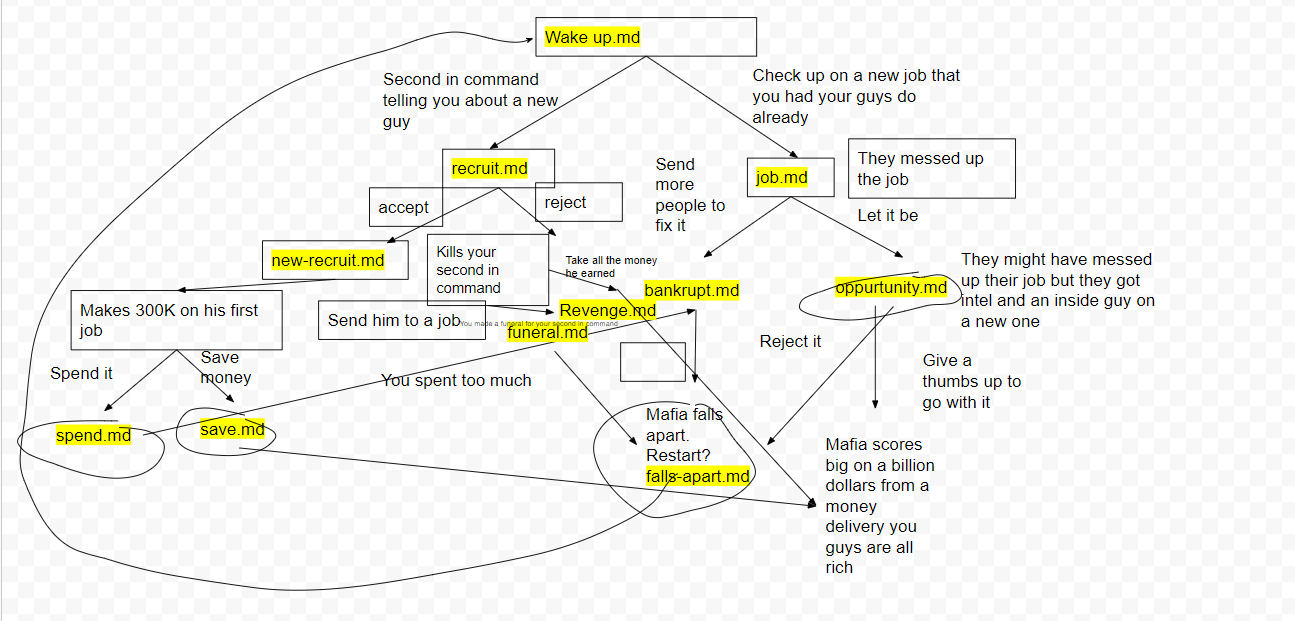 Wake up.md
Second in command
telling you about a new
guy
Check up on a new job that
you had your guys do
already
recruit.md
Send
more
people to
fix it
job.md
They messed up
the job
accept
reject
Let it be
new-recruit.md
Kills your
second in
command
Take all the money
he earned
bankrupt.md
oppurtunity.md
They might have messed
up their job but they got
intel and an inside guy on
a new one
Makes 300K on his first
job
Send him to a job
Revenge.md
You made a funeral for your second in command
funeral.md
Reject it
Spend it
Save
money
You spent too much
Give a
thumbs up to
go with it
spend.md
save.md
Mafia falls
apart.
Restart?
falls-apart.md
Mafia scores
big on a billion
dollars from a
money
delivery you
guys are all
rich